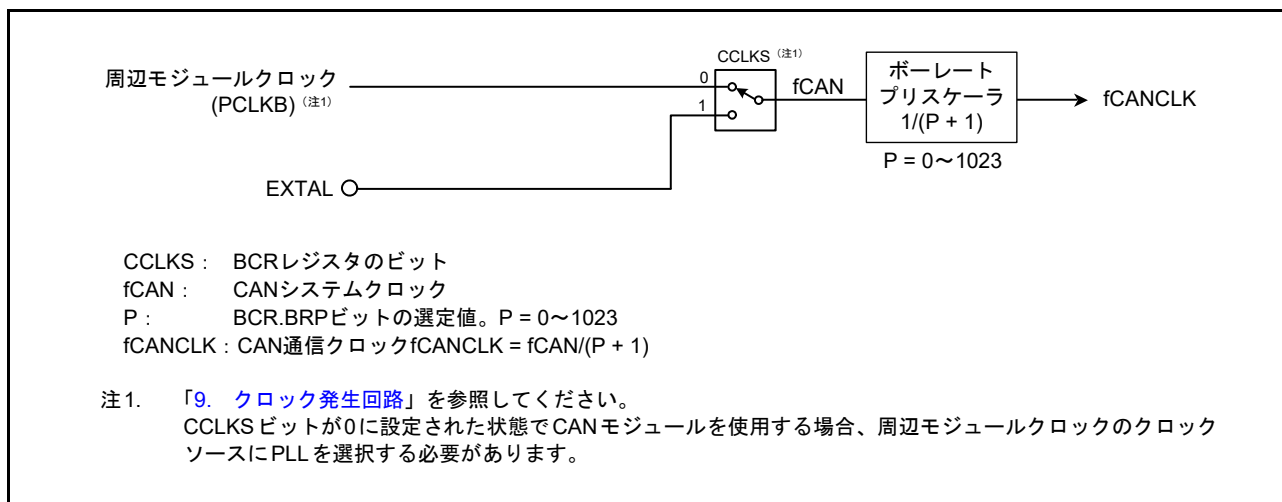 CCLKS（注1）
周辺モジュールクロック
(PCLKB)（注1）
0
1
fCAN
ボーレート
プリスケーラ
1/(P + 1)
fCANCLK
P = 0～1023
EXTAL
CCLKS： BCRレジスタのビット
fCAN： CANシステムクロック
P： BCR.BRPビットの選定値。P = 0～1023
fCANCLK：CAN通信クロックfCANCLK = fCAN/(P + 1)
注1. 「9. クロック発生回路」を参照してください。
CCLKSビットが0に設定された状態でCANモジュールを使用する場合、周辺モジュールクロックのクロック
ソースにPLLを選択する必要があります。